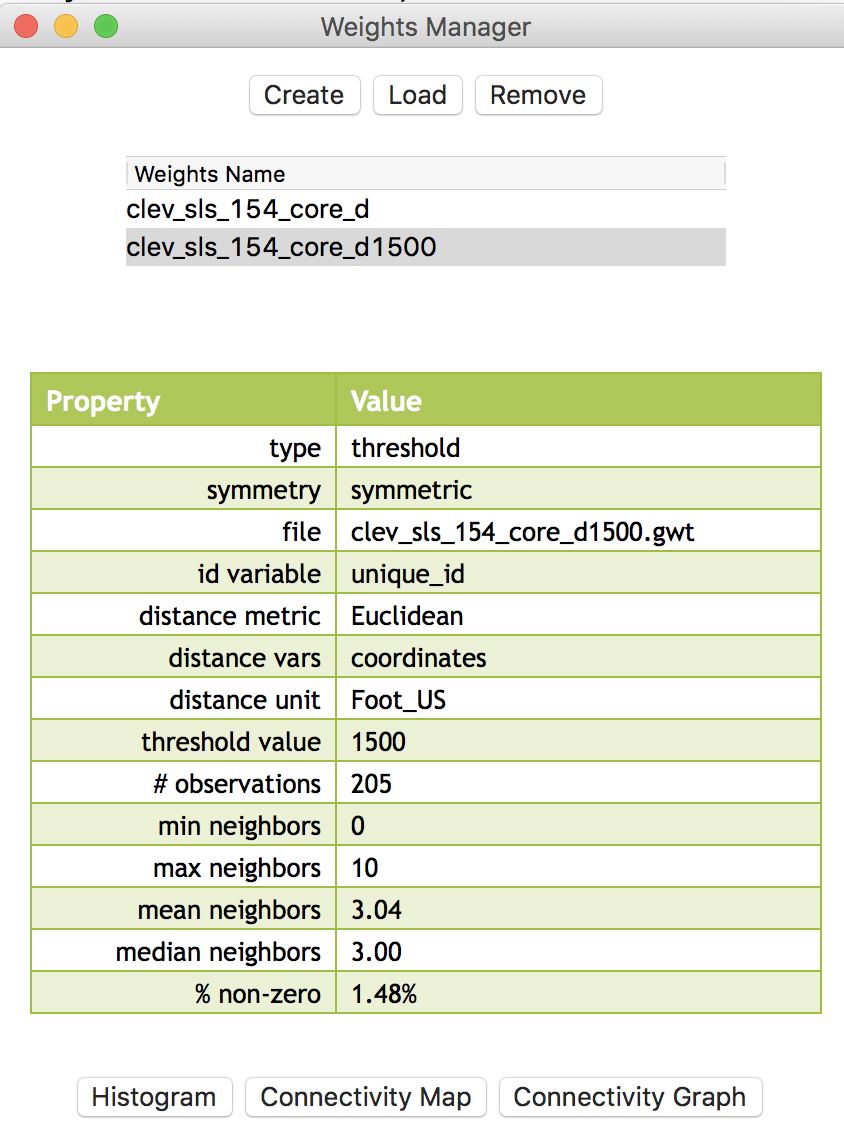 Weights Manager
Create Load Remove
Weights Name
clev_sls_154_core_d
clev_sls_154_core_d1500
Property Value
type threshold
symmetry symmetric
file clev_sls_154_core_d1500.gwt
id variable unique_id
distance metric Euclidean
distance vars coordinates
distance unit Foot_US
threshold value 1500
# observations 205
min neighbors 0
max neighbors 10
mean neighbors 3.04
median neighbors 3.00
% non-zero 1.48%
Histogram Connectivity Map Connectivity Graph